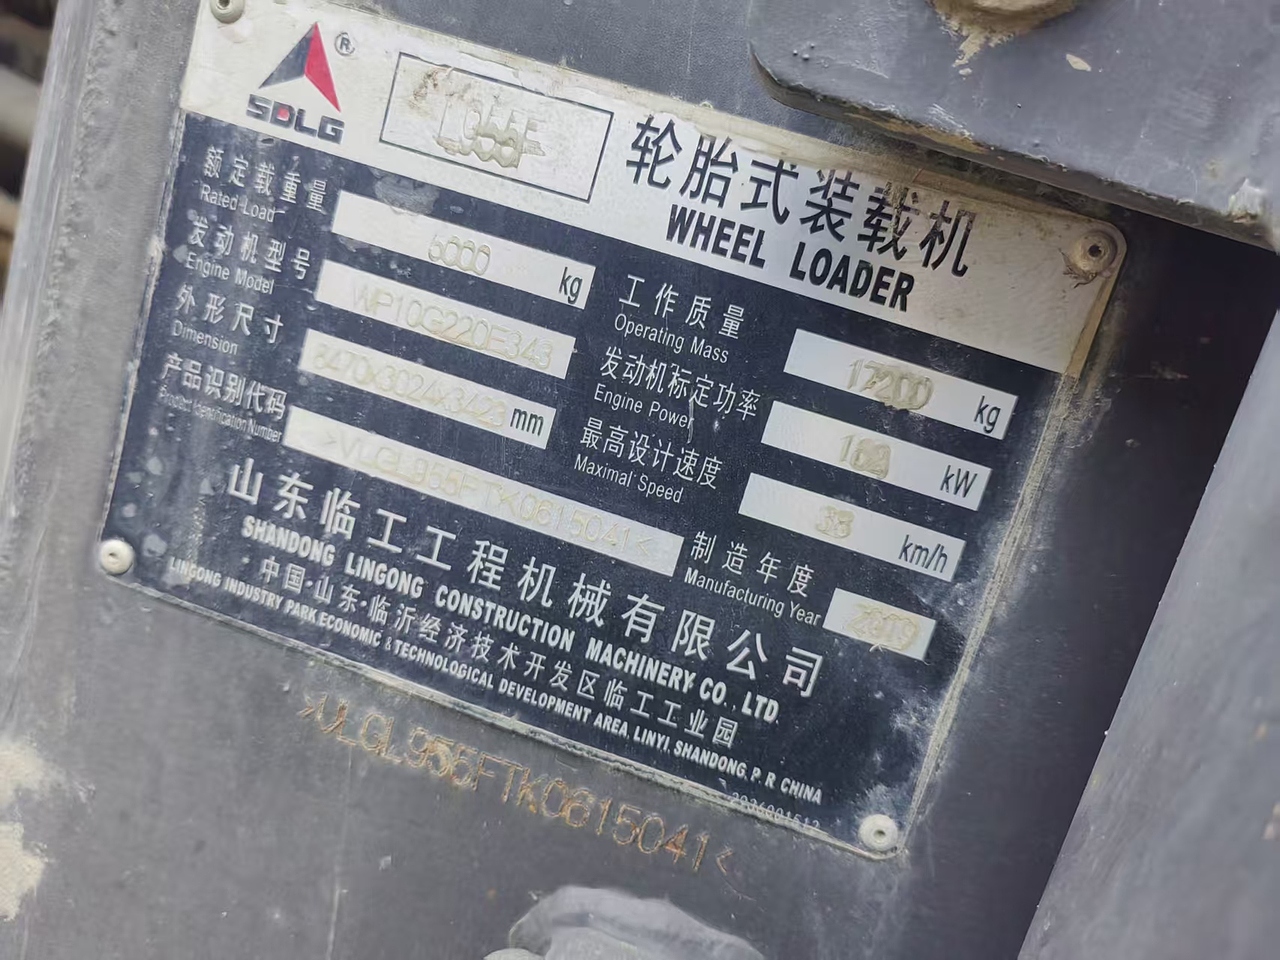 ®
SDLG
轮胎式装载机
WHEEL LOADER
额定载重量
Rated Load
5000 kg
发动机型号
Engine Model
WP10G220E343
外形尺寸
Dimension
8470x3024x3423 mm
产品识别代码
Product Identification Number
>VLGL955FTK0615041<
工作质量
Operating Mass
17200 kg
发动机标定功率
Engine Power
162 kW
最高设计速度
Maximal Speed
38 km/h
制造年度
Manufacturing Year
2019
山东临工工程机械有限公司
SHANDONG LINGONG CONSTRUCTION MACHINERY CO., LTD.
中国·山东·临沂经济技术开发区临工工业园
LINGONG INDUSTRY PARK ECONOMIC &TECHNOLOGICAL DEVELOPMENT AREA, LINYI, SHANDONG, P. R CHINA
>VLGL955FTK0615041<